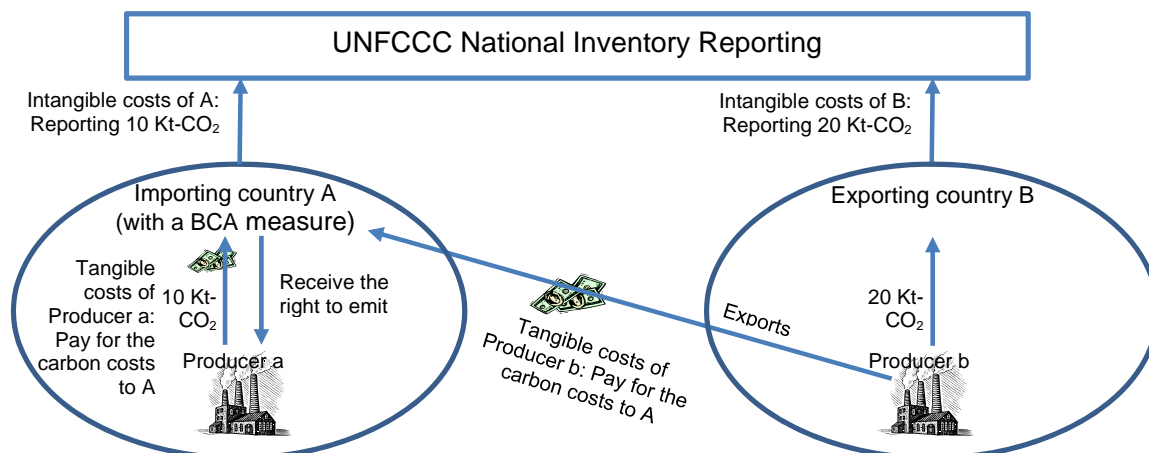 UNFCCC National Inventory Reporting
Intangible costs of A:
Reporting 10 Kt-CO₂
Intangible costs of B:
Reporting 20 Kt-CO₂
Importing country A
(with a BCA measure)
Tangible
costs of
Producer a:
Pay for the
carbon costs
to A
10 Kt-
CO₂
Receive the
right to emit
Producer a
Exports
Tangible costs of
Producer b: Pay for the
carbon costs to A
Exporting country B
20 Kt-
CO₂
Producer b